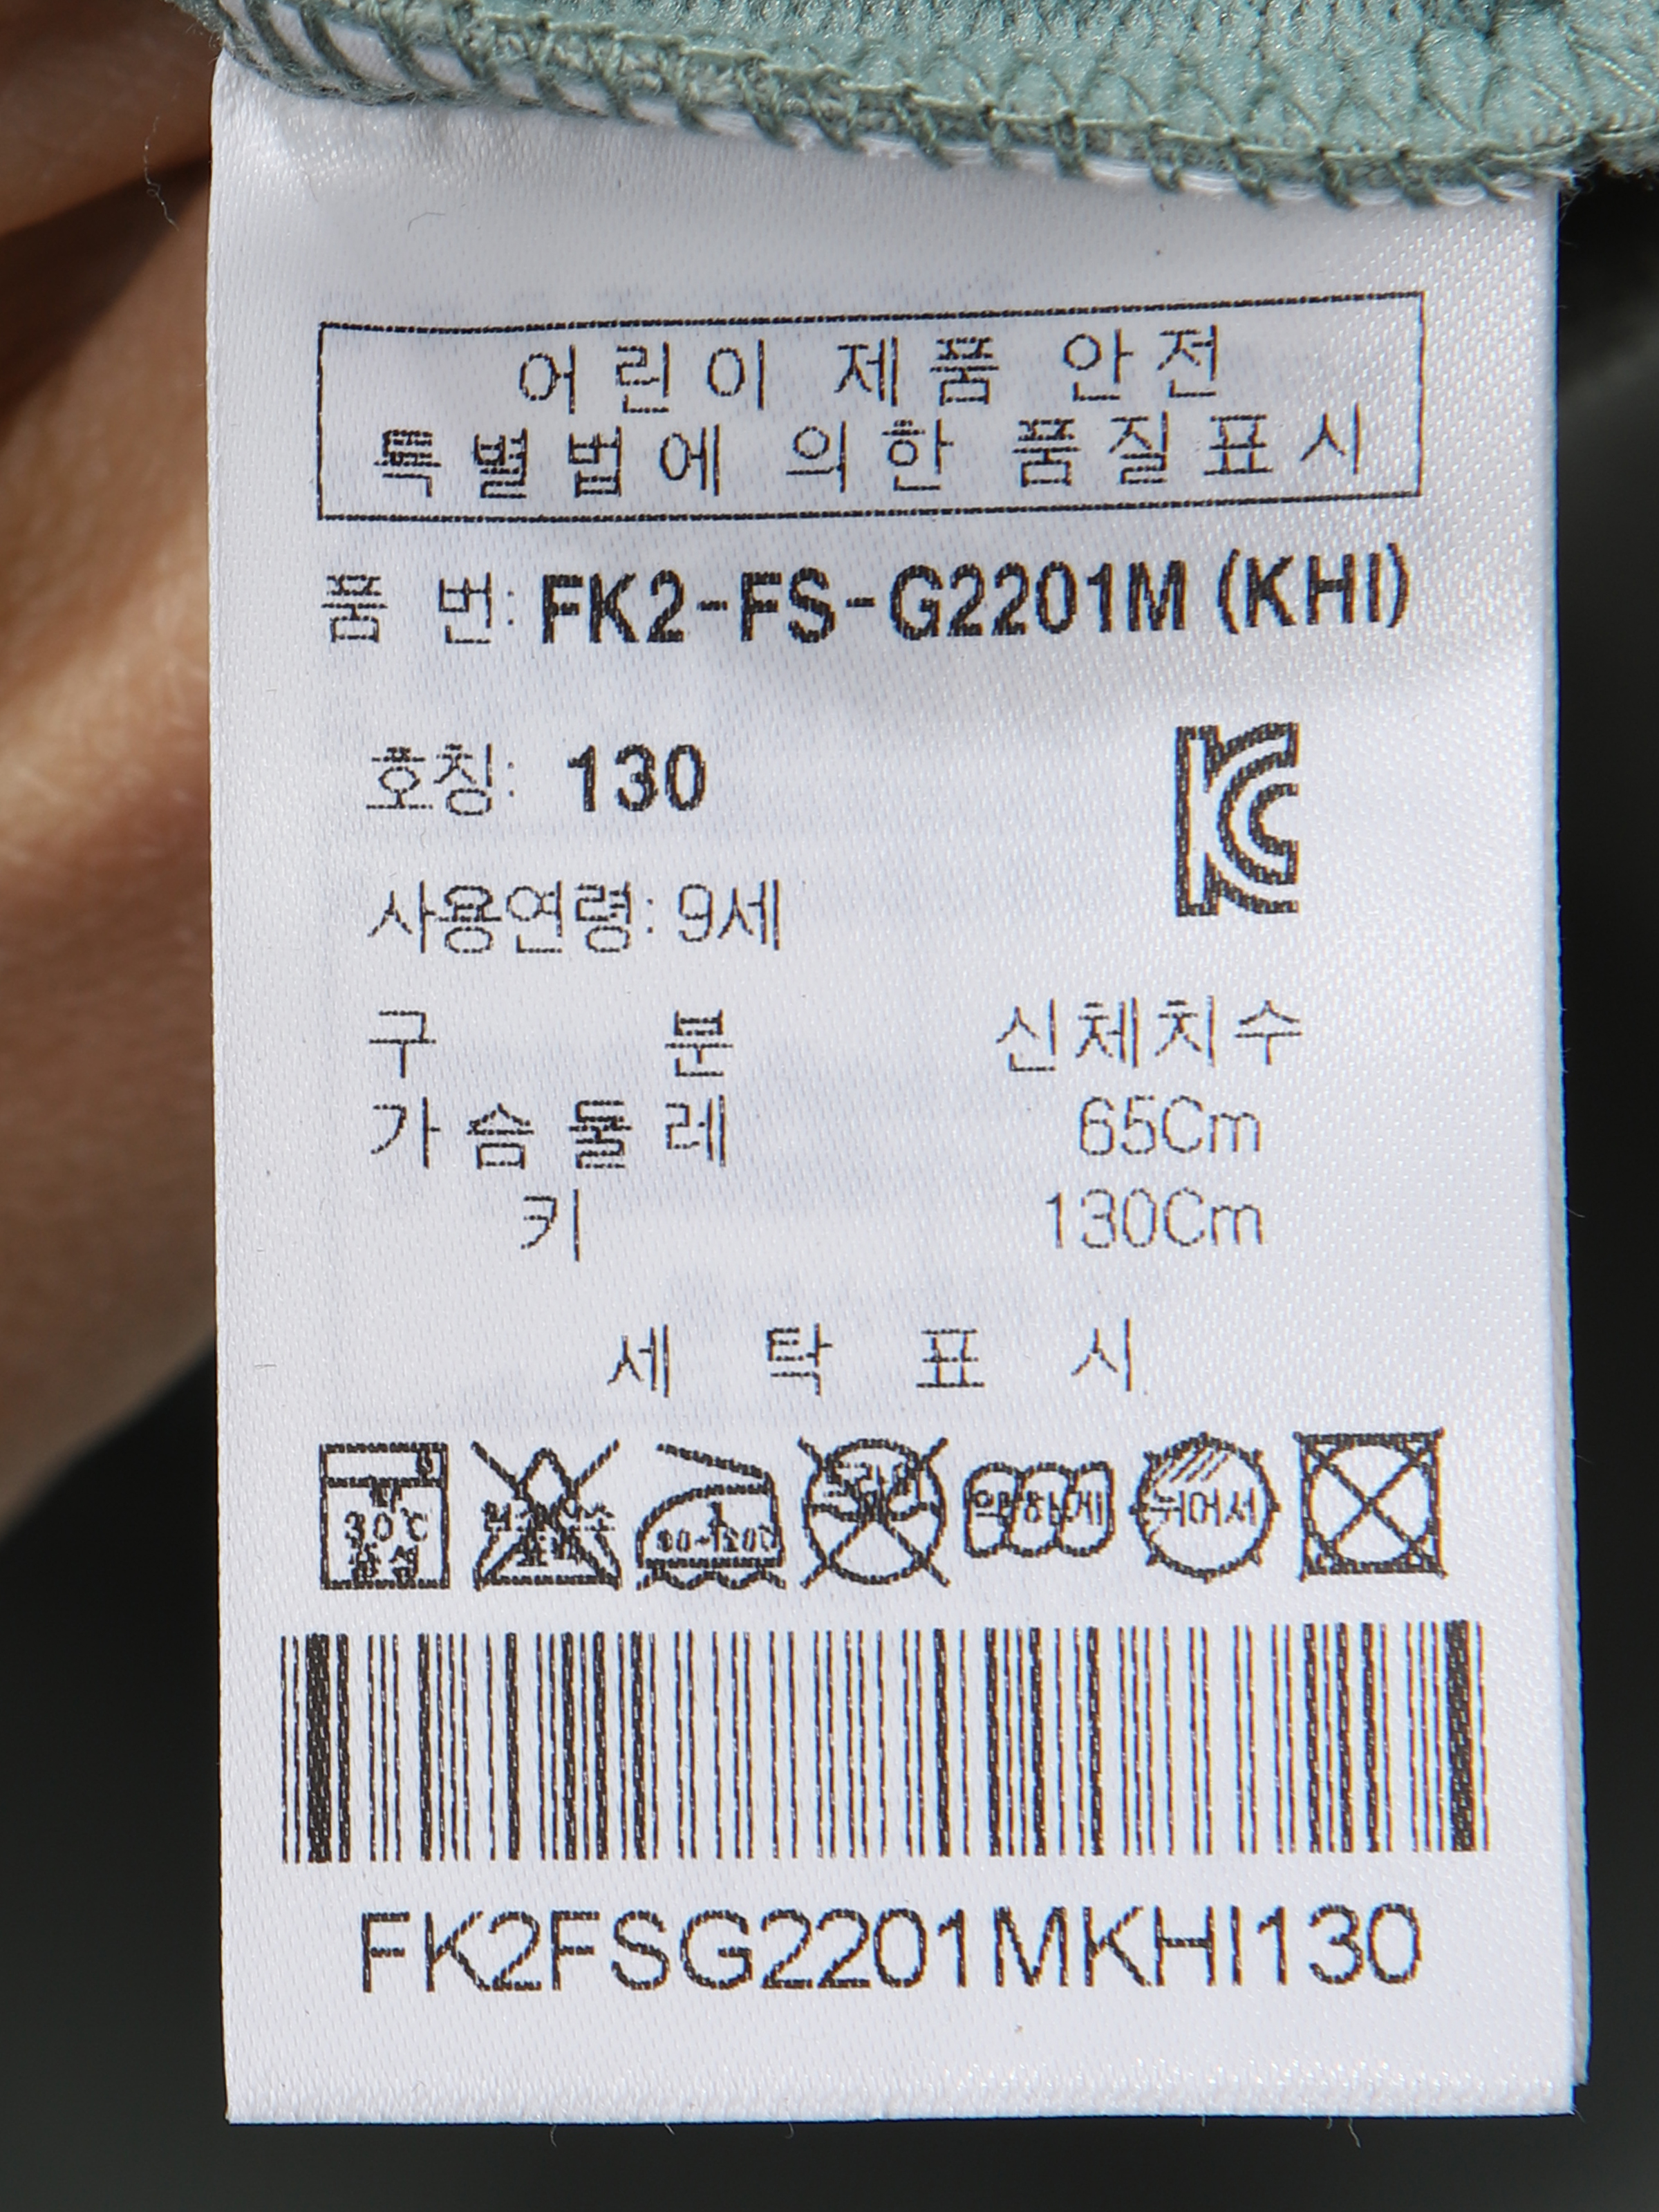 어린이 제품 안전
특별법에 의한 품질표시
품 번: FK2-FS-G2201M (KHI)
호칭: 130
KC
사용연령: 9세
구 분 신체치수
가슴둘레 65Cm
키 130Cm
세 탁 표 시
30℃ 약하게 뉘어서
FK2FSG2201MKHI130